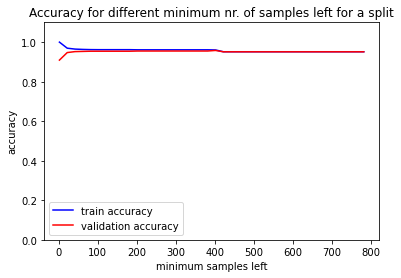 Accuracy for different minimum nr. of samples left for a split
1.0
0.8
0.6
0.4
0.2
0.0
accuracy
train accuracy
validation accuracy
0 100 200 300 400 500 600 700 800
minimum samples left